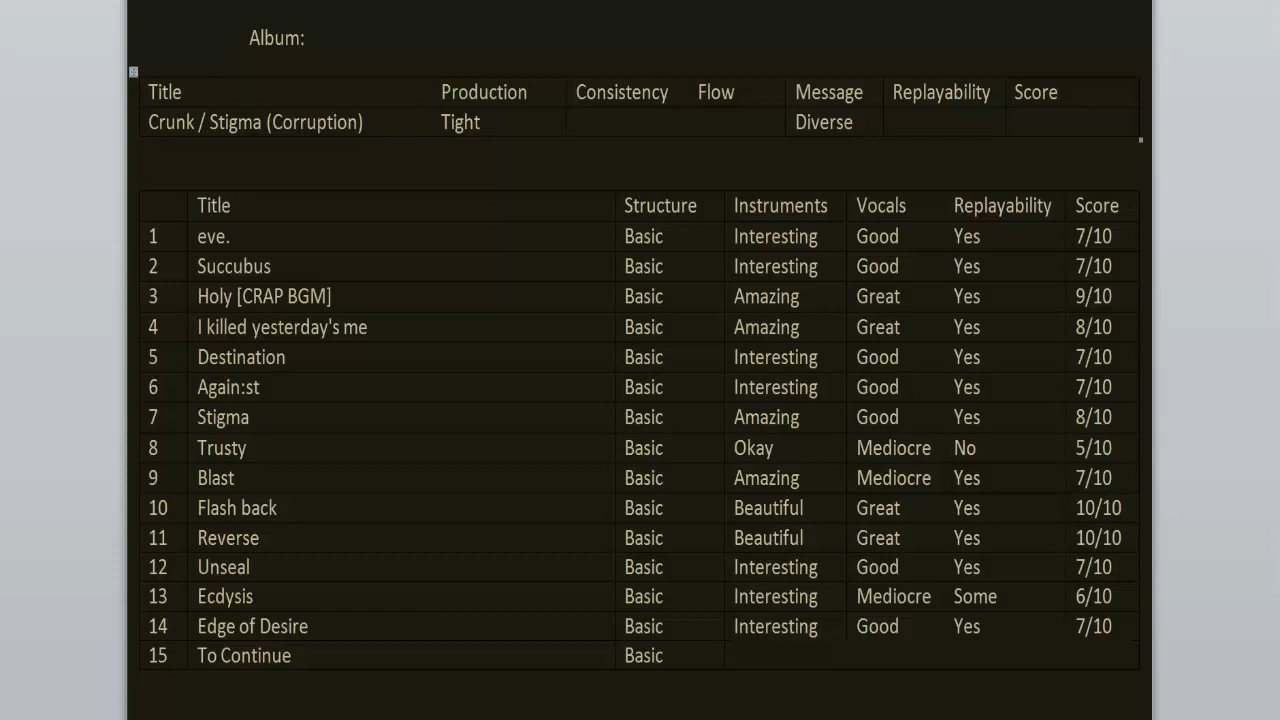 Album:
Title Production Consistency Flow Message Replayability Score
Crunk / Stigma (Corruption) Tight Diverse
Title Structure Instruments Vocals Replayability Score
1 eve. Basic Interesting Good Yes 7/10
2 Succubus Basic Interesting Good Yes 7/10
3 Holy [CRAP BGM] Basic Amazing Great Yes 9/10
4 I killed yesterday's me Basic Amazing Great Yes 8/10
5 Destination Basic Interesting Good Yes 7/10
6 Again:st Basic Interesting Good Yes 7/10
7 Stigma Basic Amazing Good Yes 8/10
8 Trusty Basic Okay Mediocre No 5/10
9 Blast Basic Amazing Mediocre Yes 7/10
10 Flash back Basic Beautiful Great Yes 10/10
11 Reverse Basic Beautiful Great Yes 10/10
12 Unseal Basic Interesting Good Yes 7/10
13 Ecdysis Basic Interesting Mediocre Some 6/10
14 Edge of Desire Basic Interesting Good Yes 7/10
15 To Continue Basic